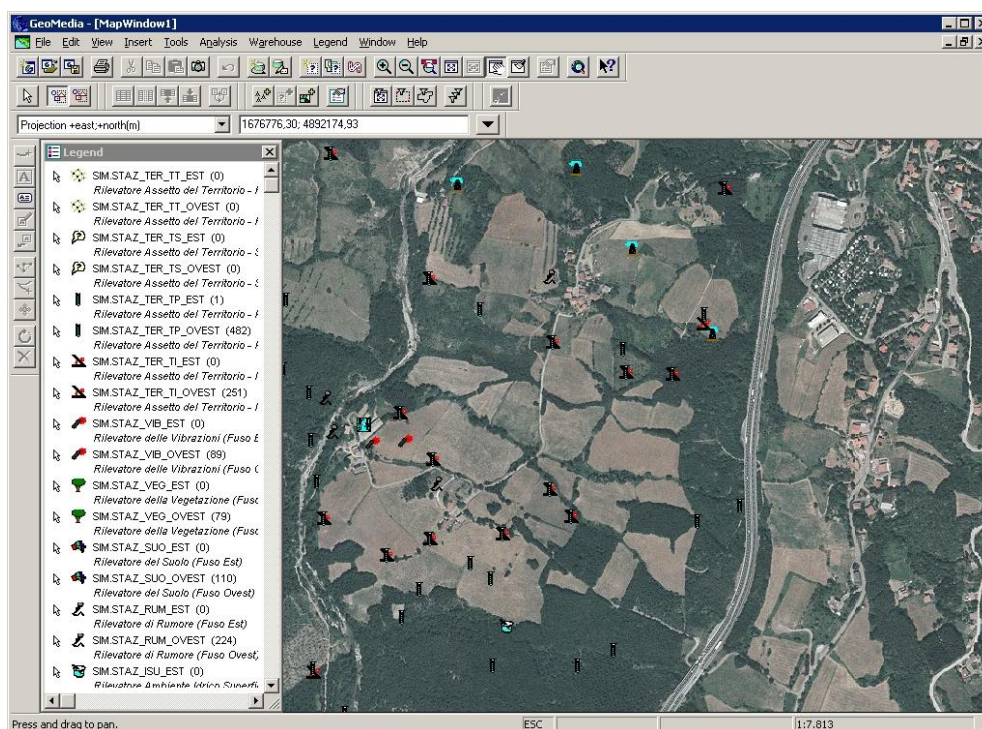 GeoMedia - [MapWindow1]
File Edit View Insert Tools Analysis Warehouse Legend Window Help
Projection +east;+north(m) 1676776,30; 4892174,93
Legend
SIM.STAZ_TER_TT_EST (0)
Rilevatore Assetto del Territorio -
SIM.STAZ_TER_TT_OVEST (0)
Rilevatore Assetto del Territorio -
SIM.STAZ_TER_TS_EST (0)
Rilevatore Assetto del Territorio -
SIM.STAZ_TER_TS_OVEST (0)
Rilevatore Assetto del Territorio -
SIM.STAZ_TER_TP_EST (1)
Rilevatore Assetto del Territorio -
SIM.STAZ_TER_TP_OVEST (482)
Rilevatore Assetto del Territorio -
SIM.STAZ_TER_TI_EST (0)
Rilevatore Assetto del Territorio -
SIM.STAZ_TER_TI_OVEST (251)
Rilevatore Assetto del Territorio -
SIM.STAZ_VIB_EST (0)
Rilevatore delle Vibrazioni (Fuso
SIM.STAZ_VIB_OVEST (89)
Rilevatore delle Vibrazioni (Fuso
SIM.STAZ_VEG_EST (0)
Rilevatore della Vegetazione (Fuso
SIM.STAZ_VEG_OVEST (79)
Rilevatore della Vegetazione (Fuso
SIM.STAZ_SUO_EST (0)
Rilevatore del Suolo (Fuso Est)
SIM.STAZ_SUO_OVEST (110)
Rilevatore del Suolo (Fuso Ovest)
SIM.STAZ_RUM_EST (0)
Rilevatore di Rumore (Fuso Est)
SIM.STAZ_RUM_OVEST (224)
Rilevatore di Rumore (Fuso Ovest)
SIM.STAZ_ISU_EST (0)
Rilevatore Ambiente Idrico Superfi
Press and drag to pan. ESC 1:7.813